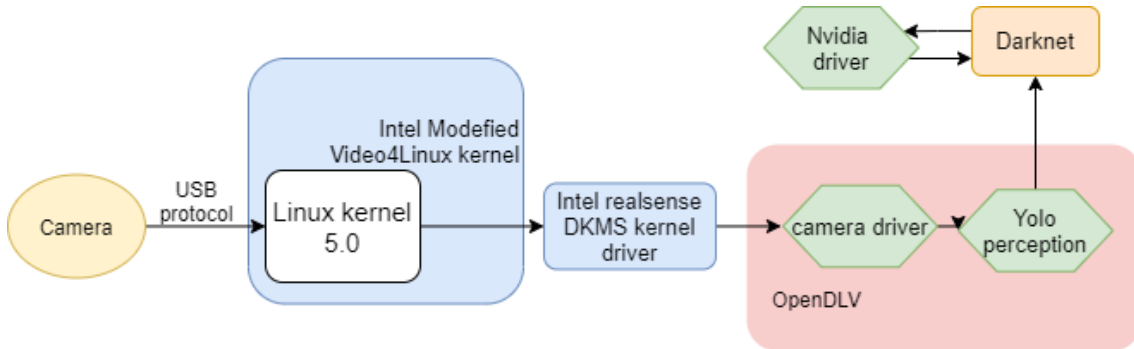 Camera
USB
protocol
Intel Modefied
Video4Linux kernel
Linux kernel
5.0
Intel realsense
DKMS kernel
driver
Nvidia
driver
Darknet
camera driver
Yolo
perception
OpenDLV